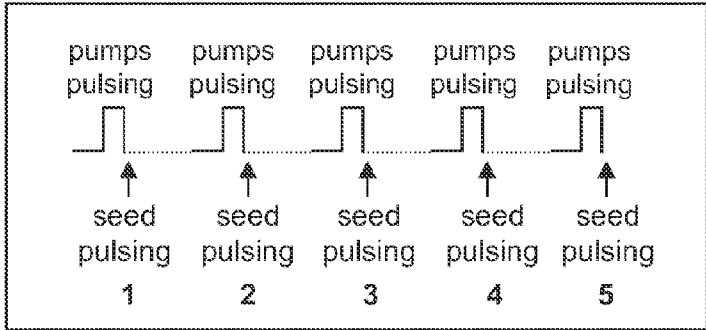 pumps pumps pumps pumps pumps
pulsing pulsing pulsing pulsing pulsing
seed seed seed seed seed
pulsing pulsing pulsing pulsing pulsing
1 2 3 4 5